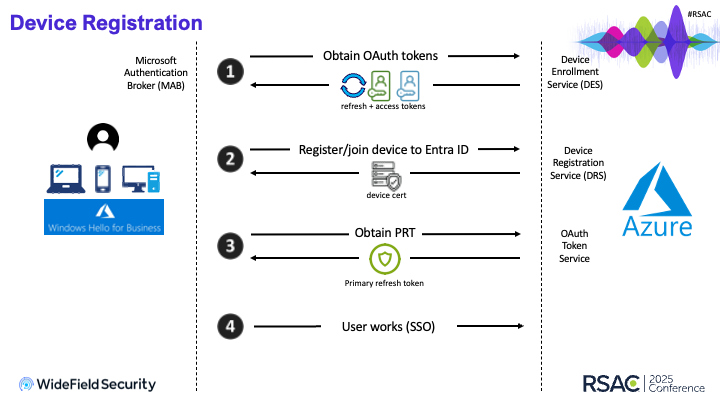 Device Registration
#RSAC
Microsoft
Authentication
Broker (MAB)
1
Obtain OAuth tokens
refresh + access tokens
Device
Enrollment
Service (DES)
2
Register/join device to Entra ID
device cert
Device
Registration
Service (DRS)
Windows Hello for Business
Azure
3
Obtain PRT
Primary refresh token
OAuth
Token
Service
4
User works (SSO)
WideField Security
RSAC
2025
Conference